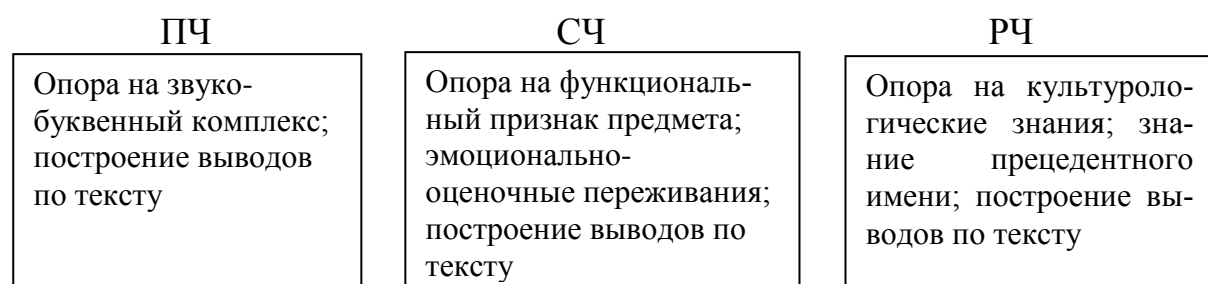 ПЧ
Опора на звуко-
буквенный комплекс;
построение выводов
по тексту
СЧ
Опора на функциональ-
ный признак предмета;
эмоционально-
оценочные переживания;
построение выводов по
тексту
РЧ
Опора на культуроло-
гические знания; зна-
ние прецедентного
имени; построение вы-
водов по тексту